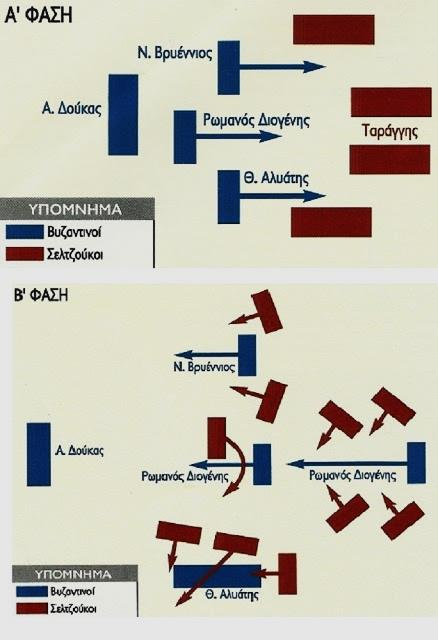 Α' ΦΑΣΗ
Ν. Βρυέννιος
Α. Δούκας
Ρωμανός Διογένης
Ταράγγης
Θ. Αλυάτης
ΥΠΟΜΝΗΜΑ
Βυζαντινοί
Σελτζούκοι
Β' ΦΑΣΗ
Ν. Βρυέννιος
Α. Δούκας
Ρωμανός Διογένης
Ρωμανός Διογένης
Θ. Αλυάτης
ΥΠΟΜΝΗΜΑ
Βυζαντινοί
Σελτζούκοι